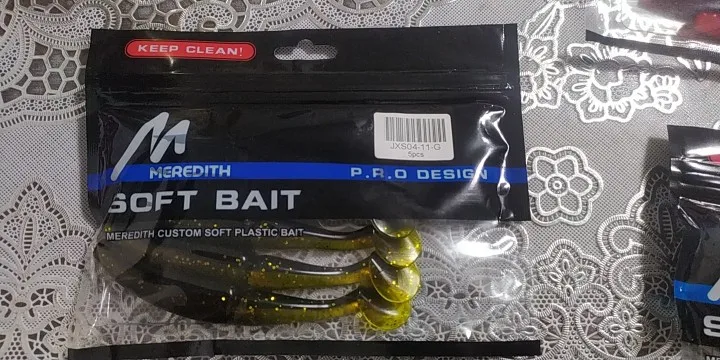 KEEP CLEAN!
JXS04-11-G
5pcs
MEREDITH
P.R.O DESIGN
SOFT BAIT
MEREDITH CUSTOM SOFT PLASTIC BAIT